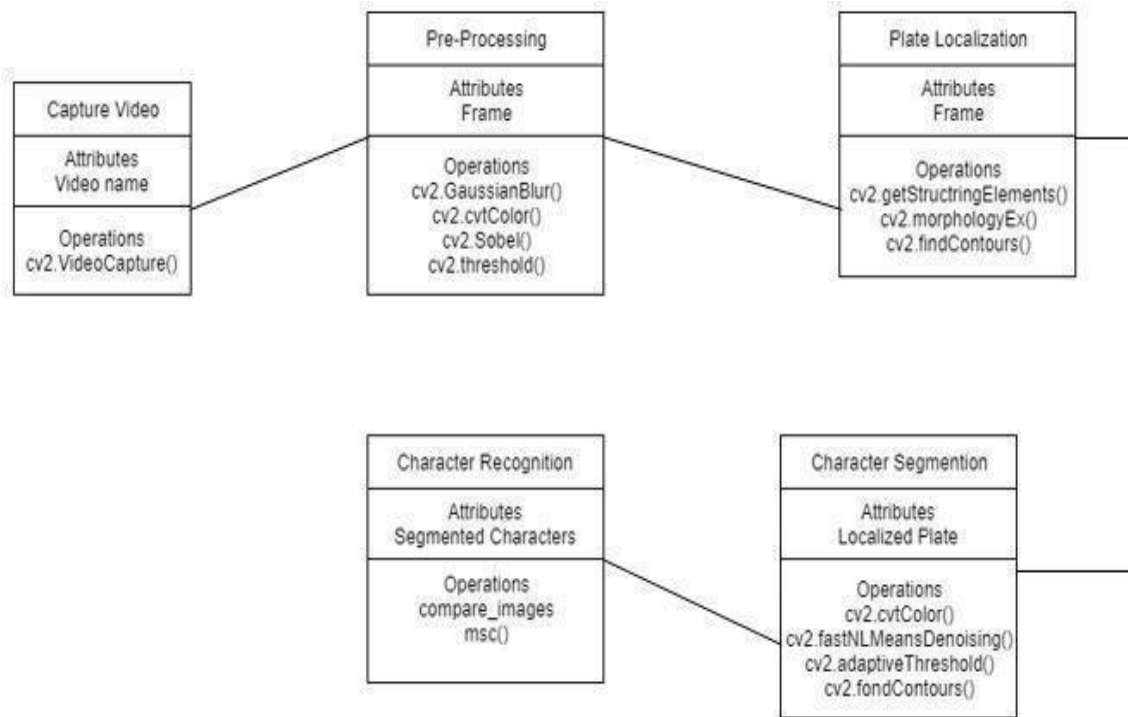 Capture Video
Attributes
Video name
Operations
cv2.VideoCapture()
Pre-Processing
Attributes
Frame
Operations
cv2.GaussianBlur()
cv2.cvtColor()
cv2.Sobel()
cv2.threshold()
Plate Localization
Attributes
Frame
Operations
cv2.getStructringElements()
cv2.morphologyEx()
cv2.findContours()
Character Recognition
Attributes
Segmented Characters
Operations
compare_images
msc()
Character Segmention
Attributes
Localized Plate
Operations
cv2.cvtColor()
cv2.fastNLMeansDenoising()
cv2.adaptiveThreshold()
cv2.fondContours()